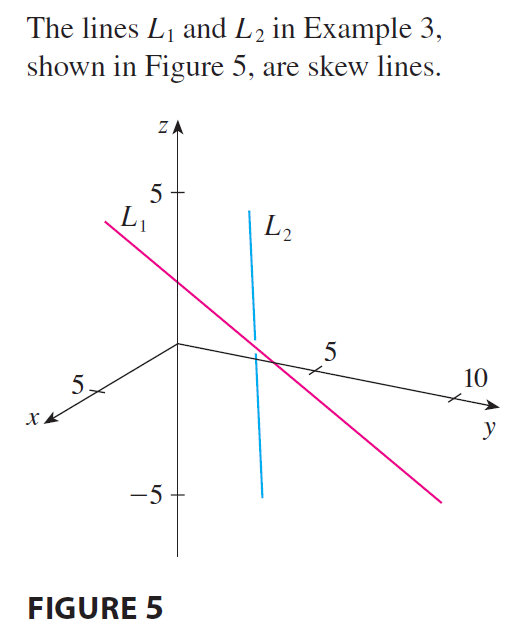 The lines L₁ and L₂ in Example 3,
shown in Figure 5, are skew lines.
z
5
L₁
L₂
5
5
10
x
y
−5
FIGURE 5